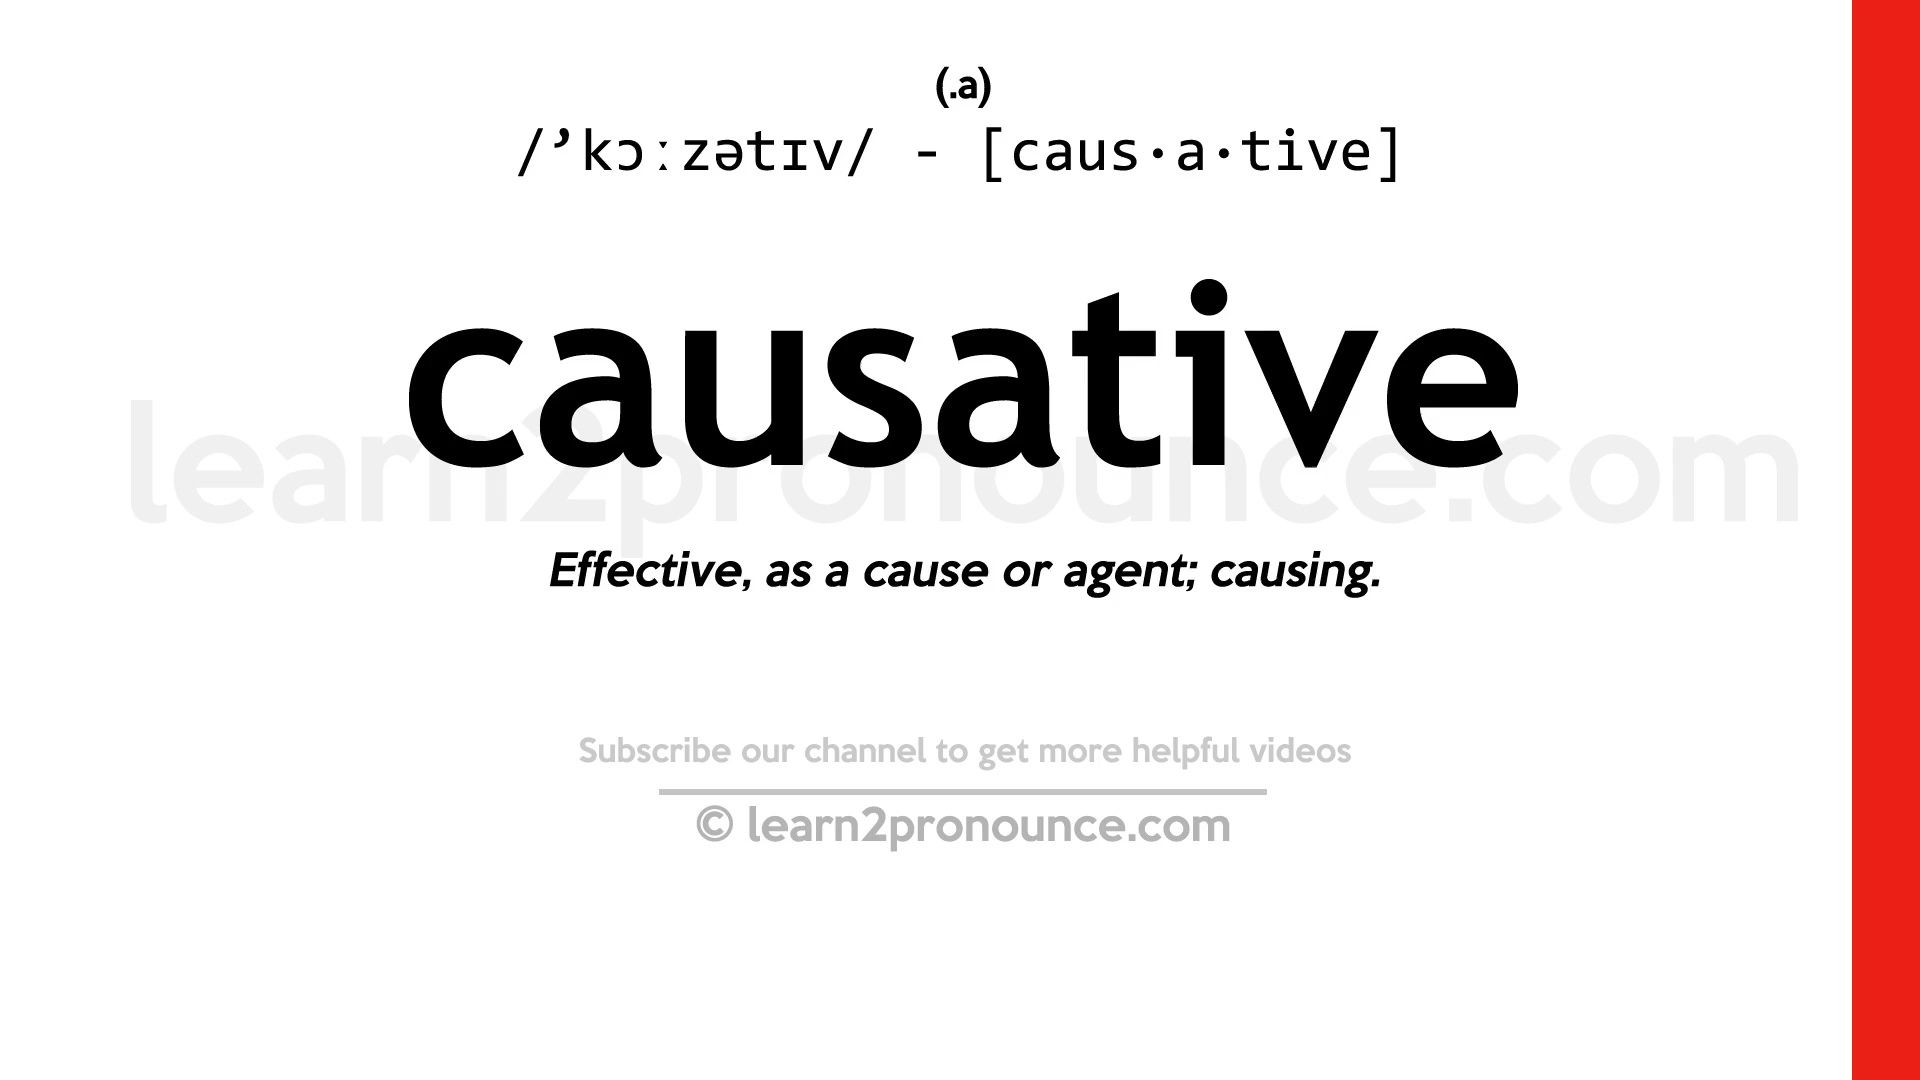 (.a)
/’kɔːzətɪv/ - [caus·a·tive]
causative
learn2pronounce.com
Effective, as a cause or agent; causing.
Subscribe our channel to get more helpful videos
© learn2pronounce.com